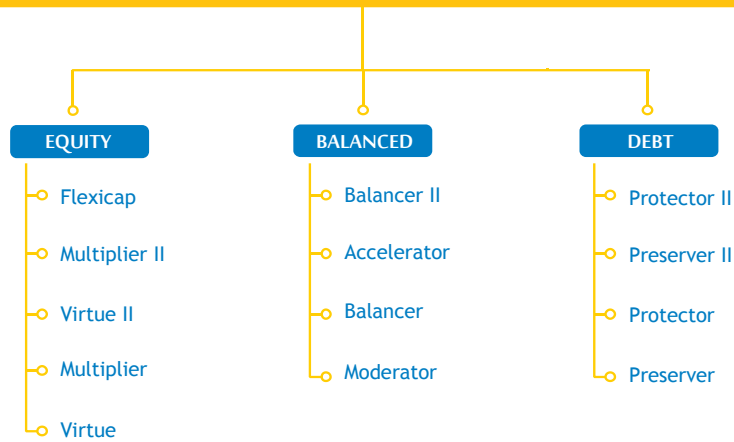 EQUITY
Flexicap
Multiplier II
Virtue II
Multiplier
Virtue
BALANCED
Balancer II
Accelerator
Balancer
Moderator
DEBT
Protector II
Preserver II
Protector
Preserver